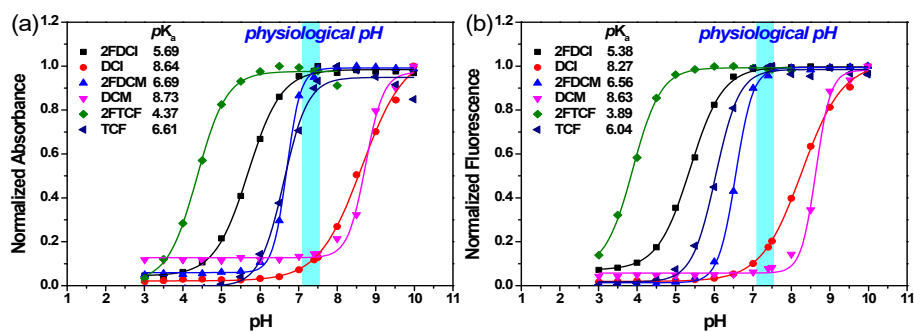 (a)
physiological pH
pKa
2FDCI 5.69
DCI 8.64
2FDCM 6.69
DCM 8.73
2FTCF 4.37
TCF 6.61
Normalized Absorbance
1.2
1.0
0.8
0.6
0.4
0.2
0.0
1 2 3 4 5 6 7 8 9 10 11
pH
(b)
physiological pH
pKa
2FDCI 5.38
DCI 8.27
2FDCM 6.56
DCM 8.63
2FTCF 3.89
TCF 6.04
Normalized Fluorescence
1.2
1.0
0.8
0.6
0.4
0.2
0.0
1 2 3 4 5 6 7 8 9 10 11
pH